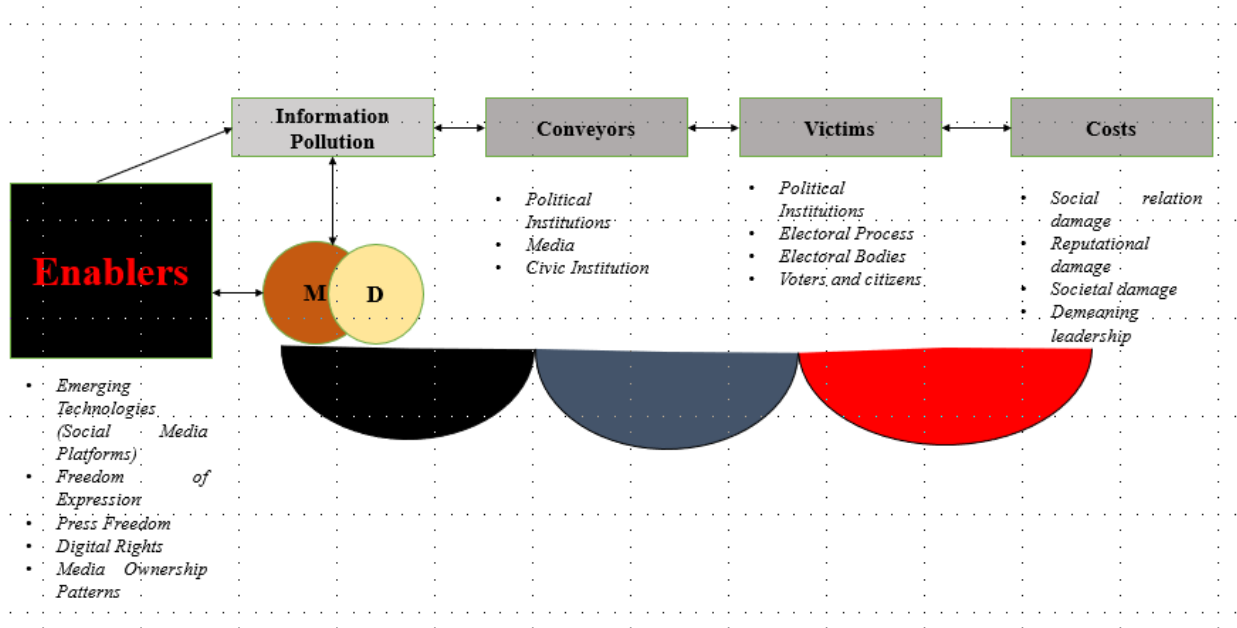 Information
Pollution
Conveyors
Victims
Costs
Enablers
M
D
• Political
Institutions
• Media
• Civic Institution
• Political
Institutions
• Electoral Process
• Electoral Bodies
• Voters and citizens
• Social relation
damage
• Reputational
damage
• Societal damage
• Demeaning
leadership
• Emerging
Technologies
(Social Media
Platforms)
• Freedom of
Expression
• Press Freedom
• Digital Rights
• Media Ownership
Patterns